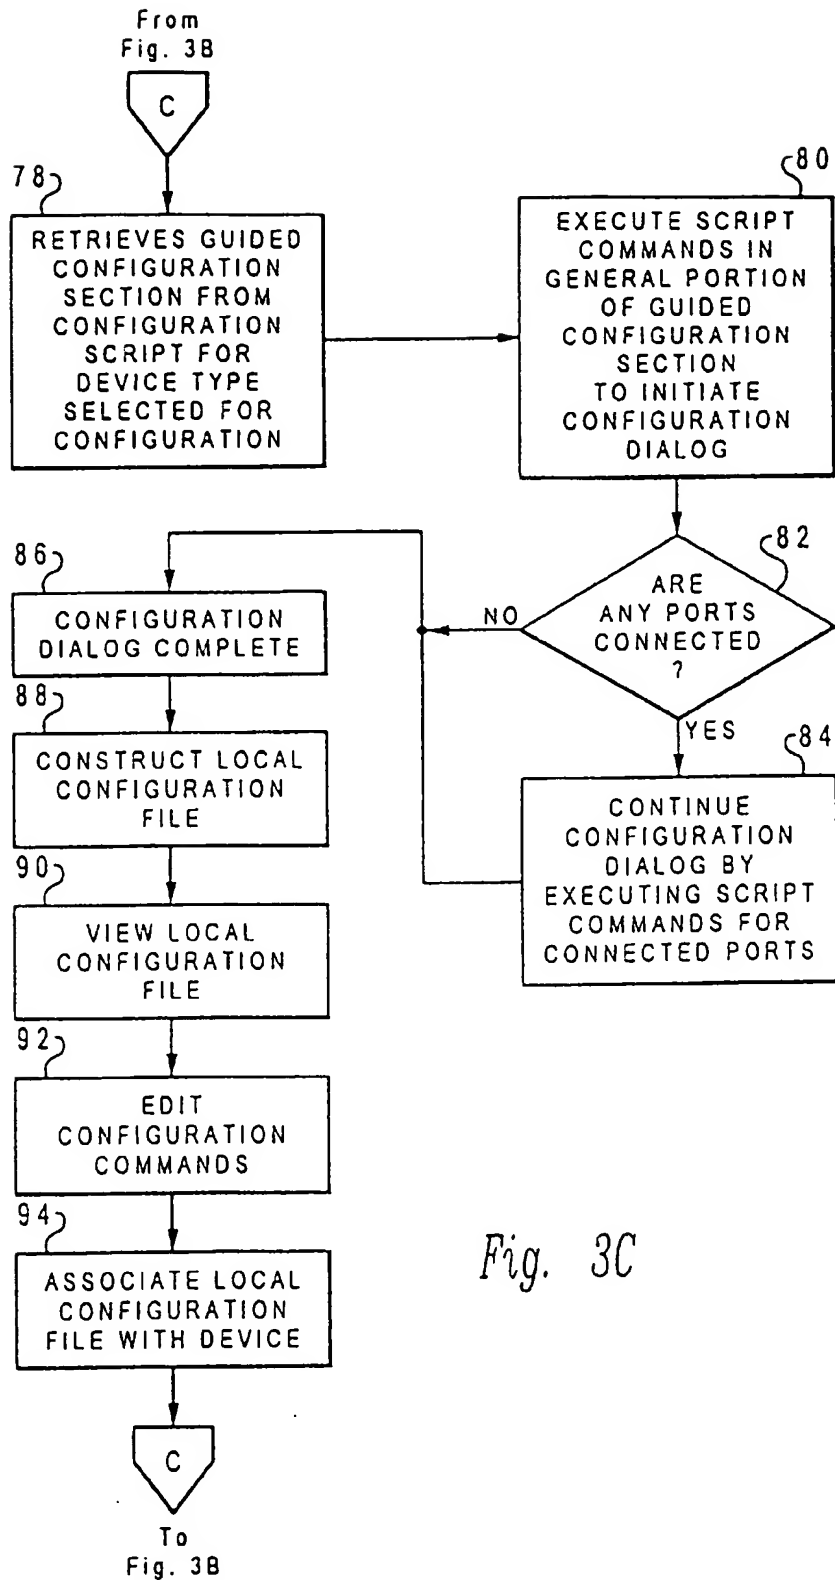 From
Fig. 3B
C
78
RETRIEVES GUIDED
CONFIGURATION
SECTION FROM
CONFIGURATION
SCRIPT FOR
DEVICE TYPE
SELECTED FOR
CONFIGURATION
80
EXECUTE SCRIPT
COMMANDS IN
GENERAL PORTION
OF GUIDED
CONFIGURATION
SECTION
TO INITIATE
CONFIGURATION
DIALOG
82
ARE
ANY PORTS
CONNECTED
?
NO
YES
84
CONTINUE
CONFIGURATION
DIALOG BY
EXECUTING SCRIPT
COMMANDS FOR
CONNECTED PORTS
86
CONFIGURATION
DIALOG COMPLETE
88
CONSTRUCT LOCAL
CONFIGURATION
FILE
90
VIEW LOCAL
CONFIGURATION
FILE
92
EDIT
CONFIGURATION
COMMANDS
94
ASSOCIATE LOCAL
CONFIGURATION
FILE WITH DEVICE
C
To
Fig. 3B
Fig. 3C